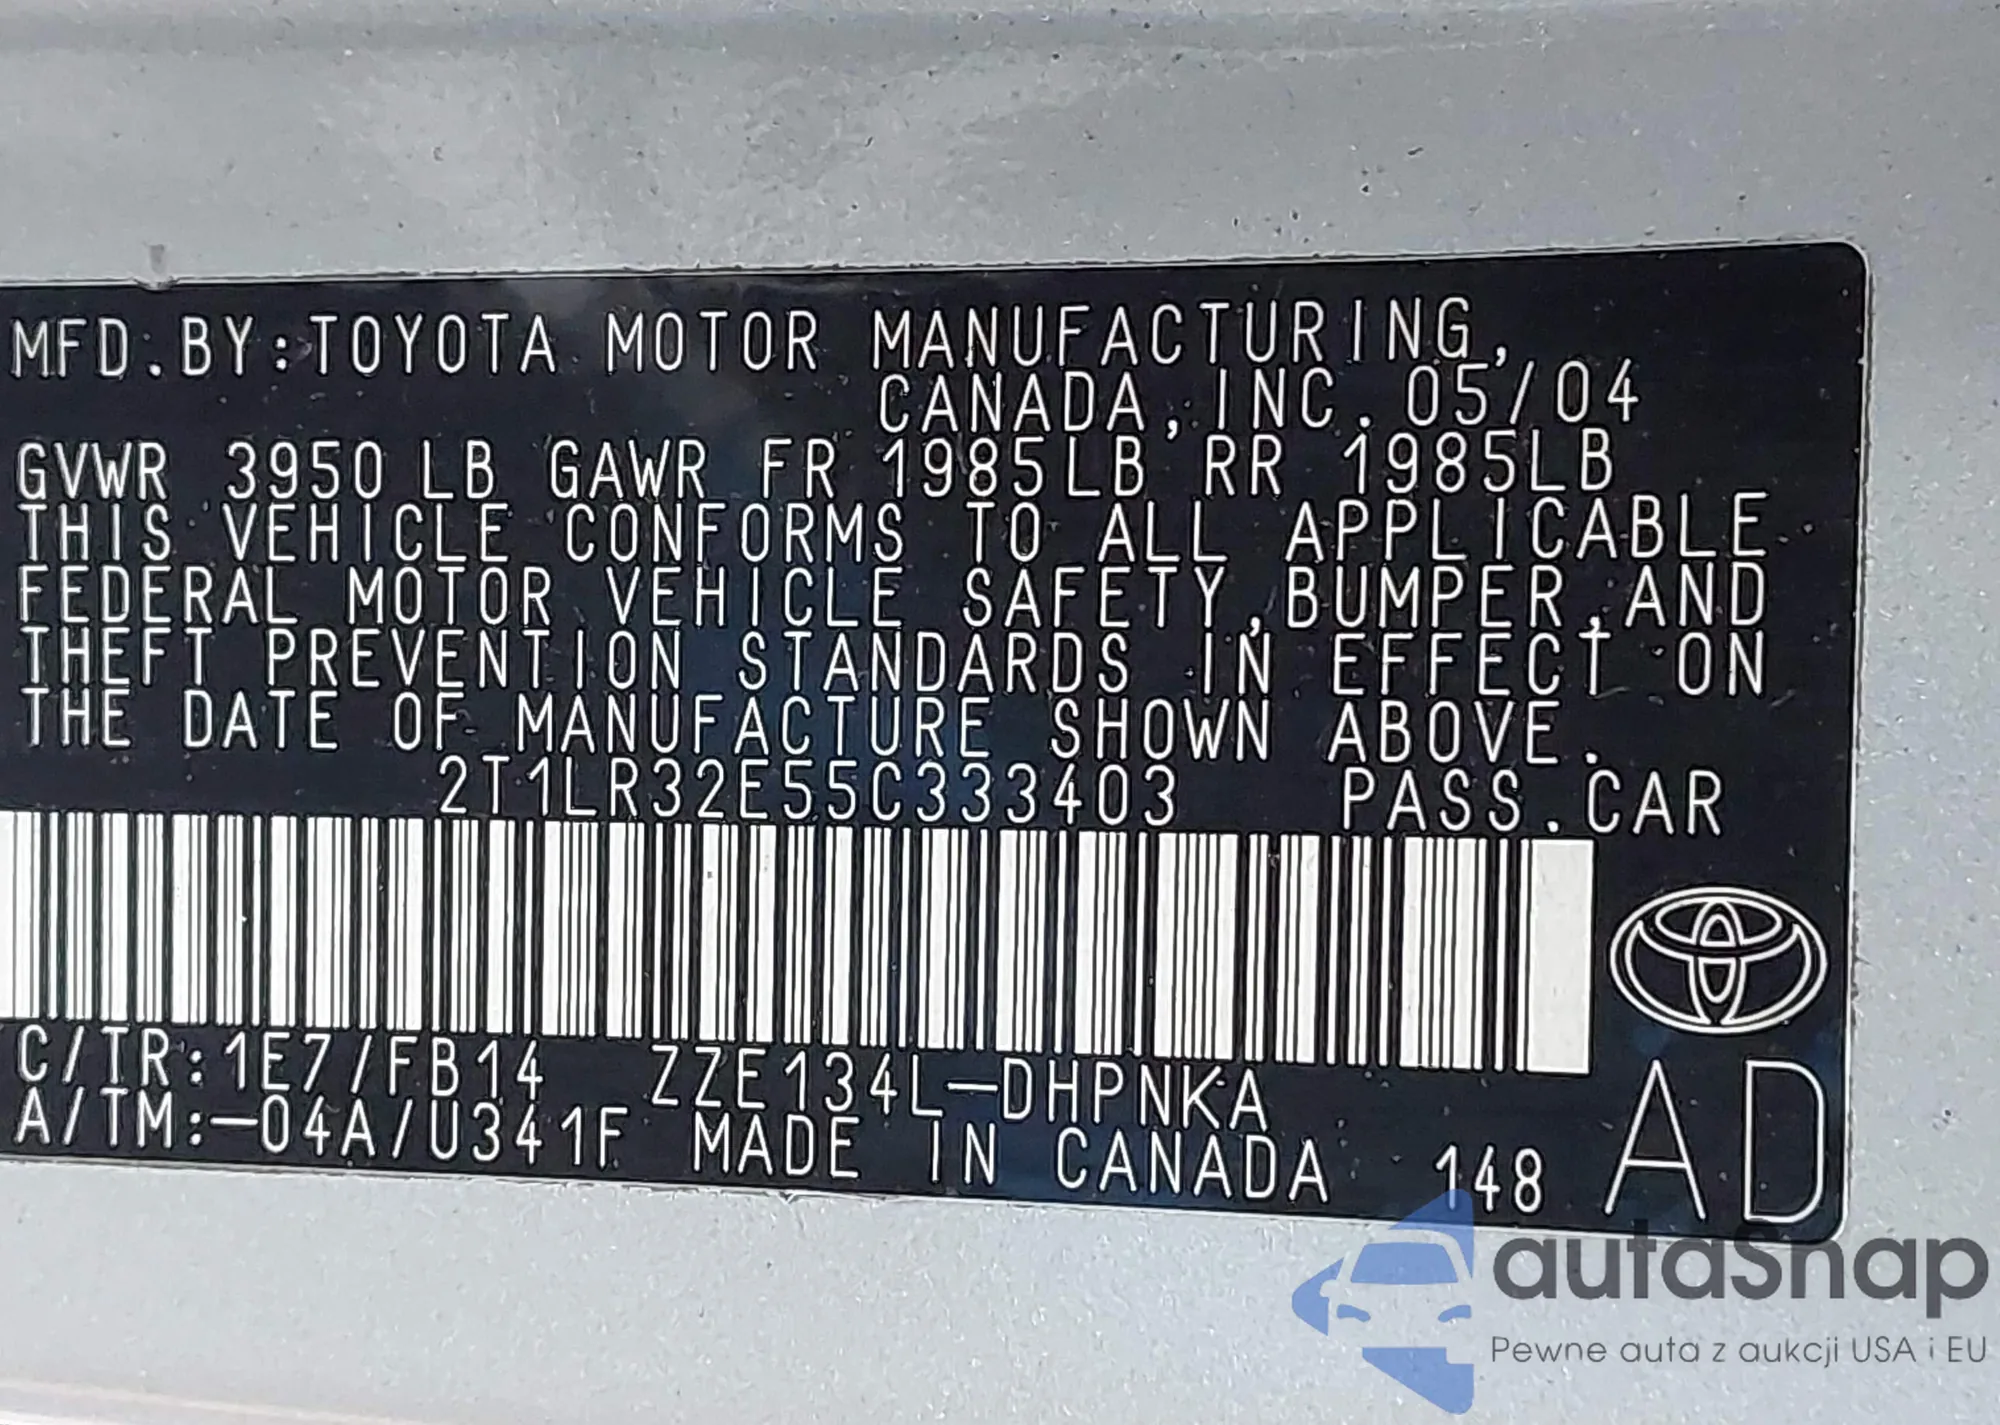 MFD.BY:TOYOTA MOTOR MANUFACTURING,
CANADA,INC.05/04
GVWR 3950 LB GAWR FR 1985LB RR 1985LB
THIS VEHICLE CONFORMS TO ALL APPLICABLE
FEDERAL MOTOR VEHICLE SAFETY,BUMPER,AND
THEFT PREVENTION STANDARDS IN EFFECT ON
THE DATE OF MANUFACTURE SHOWN ABOVE.
2T1LR32E55C333403 PASS.CAR
C/TR:1E7/FB14 ZZE134L-DHPNKA
A/TM:-04A/U341F MADE IN CANADA 148 AD
autasnap
Pewne auta z aukcji USA i EU